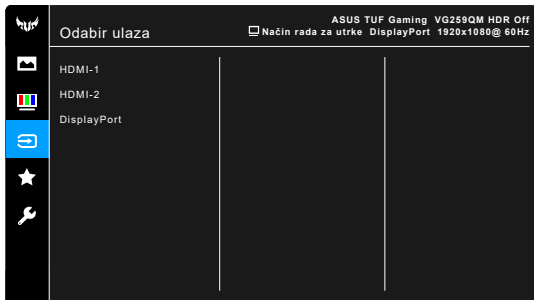 ASUS TUF Gaming VG259QM HDR Off
Odabir ulaza
Način rada za utrke DisplayPort 1920x1080@ 60Hz
HDMI-1
HDMI-2
DisplayPort